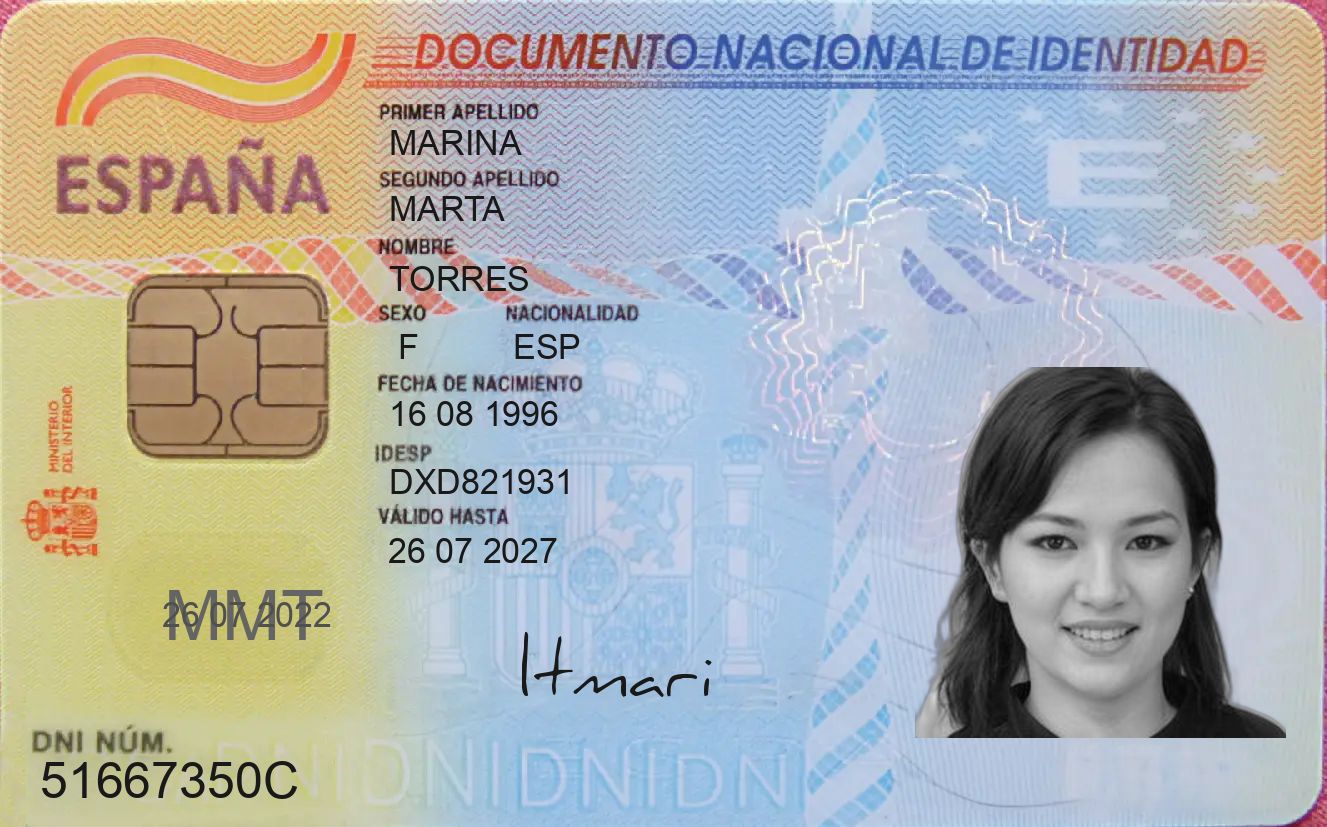 DOCUMENTO NACIONAL DE IDENTIDAD
ESPAÑA
PRIMER APELLIDO
MARINA
SEGUNDO APELLIDO
MARTA
NOMBRE
TORRES
SEXO NACIONALIDAD
F ESP
FECHA DE NACIMIENTO
16 08 1996
IDESP
DXD821931
VÁLIDO HASTA
26 07 2027
MINISTERIO
DEL INTERIOR
E
MMT
26 07 2022
Itmari
DNI NÚM.
51667350C
DNIDNIDNIDNI